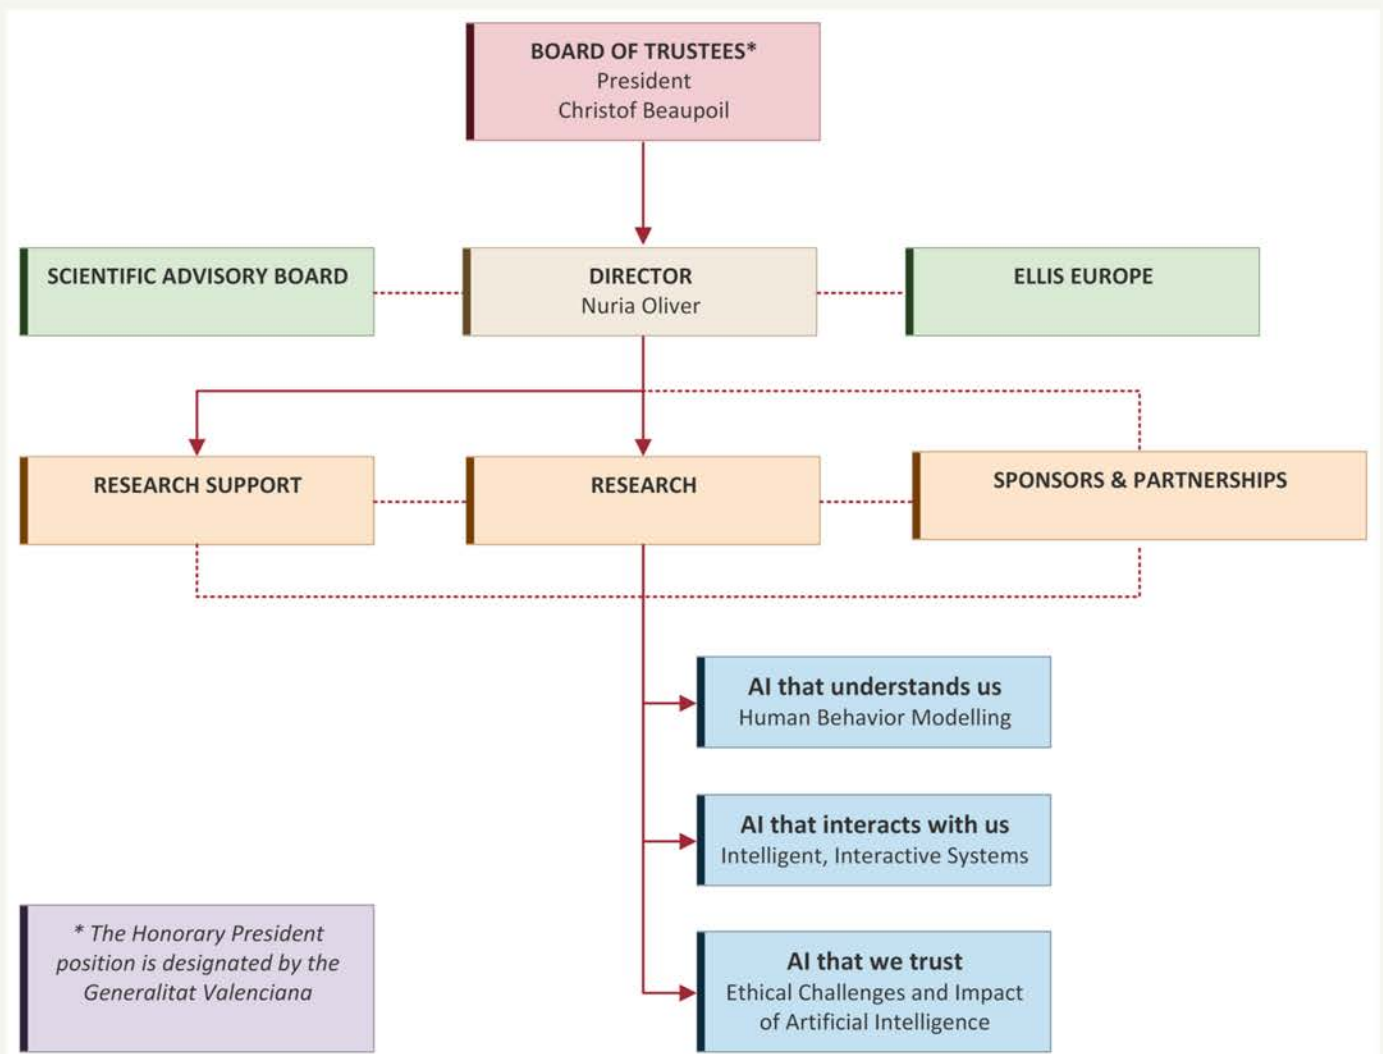 BOARD OF TRUSTEES*
President
Christof Beaupoil
SCIENTIFIC ADVISORY BOARD
DIRECTOR
Nuria Oliver
ELLIS EUROPE
RESEARCH SUPPORT
RESEARCH
SPONSORS & PARTNERSHIPS
AI that understands us
Human Behavior Modelling
AI that interacts with us
Intelligent, Interactive Systems
AI that we trust
Ethical Challenges and Impact
of Artificial Intelligence
* The Honorary President
position is designated by the
Generalitat Valenciana